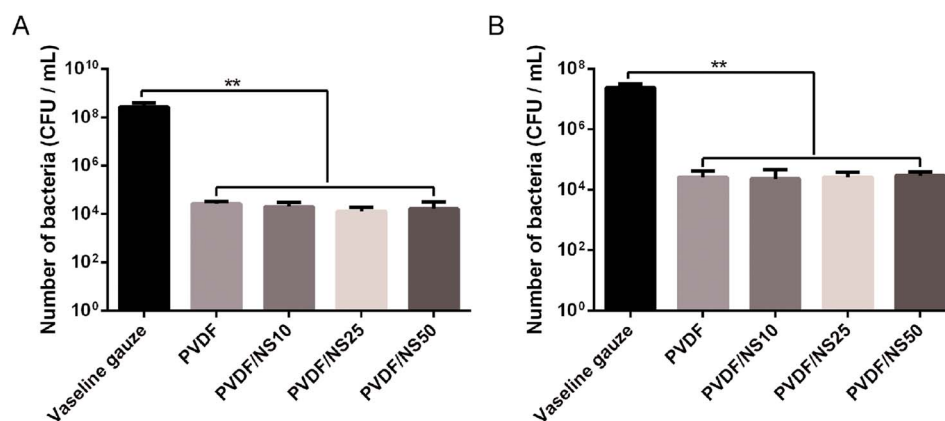 A
Number of bacteria (CFU / mL)
10^10
10^8
10^6
10^4
10^2
10^0
**
Vaseline gauze
PVDF
PVDF/NS10
PVDF/NS25
PVDF/NS50
B
Number of bacteria (CFU / mL)
10^8
10^6
10^4
10^2
10^0
**
Vaseline gauze
PVDF
PVDF/NS10
PVDF/NS25
PVDF/NS50